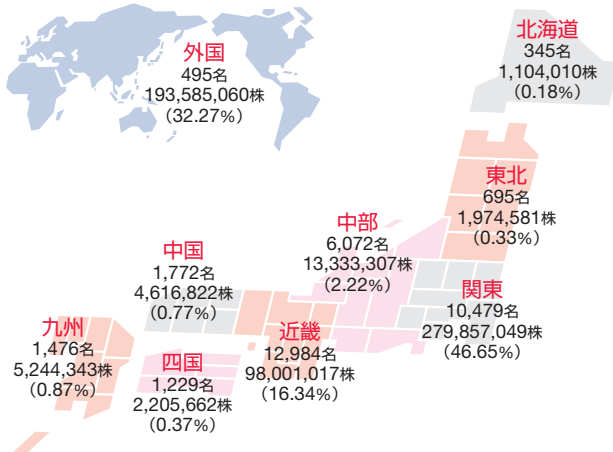 外国
495名
193,585,060株
（32.27%）
北海道
345名
1,104,010株
（0.18%）
東北
695名
1,974,581株
（0.33%）
中部
6,072名
13,333,307株
（2.22%）
中国
1,772名
4,616,822株
（0.77%）
関東
10,479名
279,857,049株
（46.65%）
九州
1,476名
5,244,343株
（0.87%）
近畿
12,984名
98,001,017株
（16.34%）
四国
1,229名
2,205,662株
（0.37%）